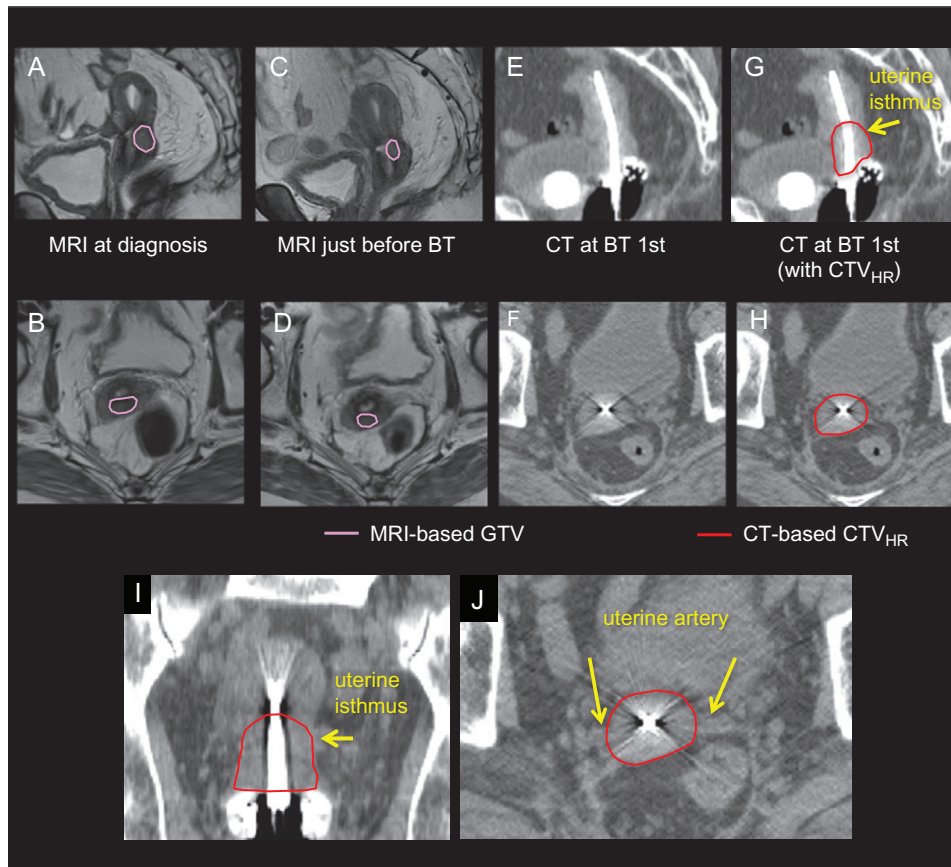 A
C
E
G
uterine
isthmus
MRI at diagnosis
MRI just before BT
CT at BT 1st
CT at BT 1st
(with CTVHR)
B
D
F
H
MRI-based GTV
CT-based CTVHR
I
uterine
isthmus
J
uterine artery